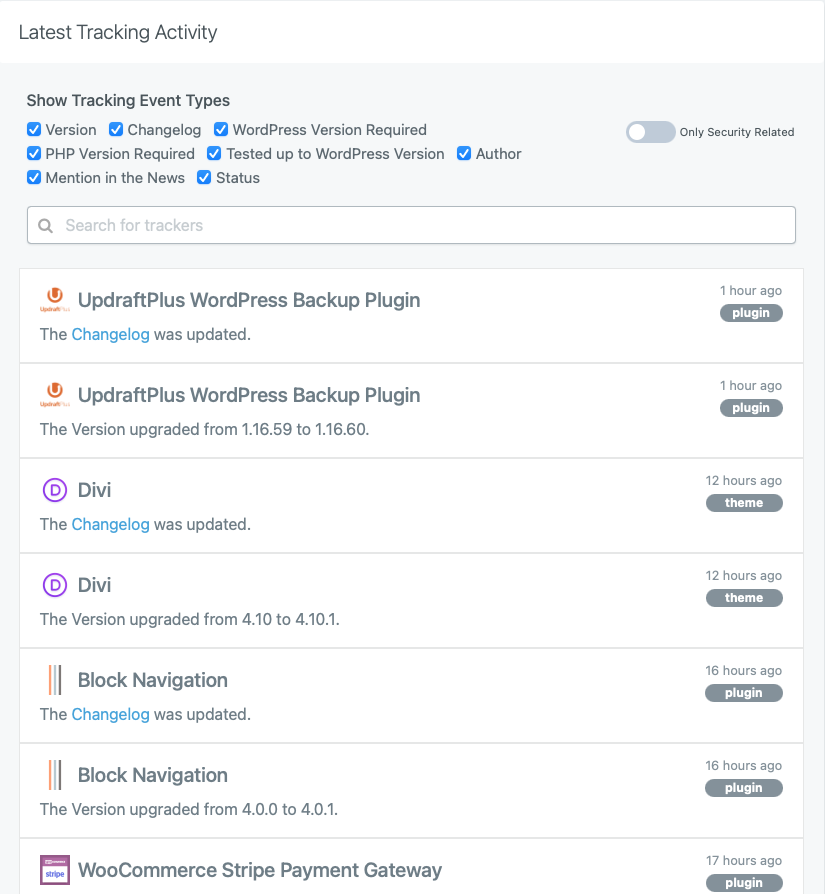 Latest Tracking Activity
Show Tracking Event Types
Version Changelog WordPress Version Required
Only Security Related
PHP Version Required Tested up to WordPress Version Author
Mention in the News Status
Search for trackers
UpdraftPlus
UpdraftPlus WordPress Backup Plugin
1 hour ago
plugin
The Changelog was updated.
UpdraftPlus
UpdraftPlus WordPress Backup Plugin
1 hour ago
plugin
The Version upgraded from 1.16.59 to 1.16.60.
D
Divi
12 hours ago
theme
The Changelog was updated.
D
Divi
12 hours ago
theme
The Version upgraded from 4.10 to 4.10.1.
Block Navigation
16 hours ago
plugin
The Changelog was updated.
Block Navigation
16 hours ago
plugin
The Version upgraded from 4.0.0 to 4.0.1.
stripe
WooCommerce Stripe Payment Gateway
17 hours ago
plugin